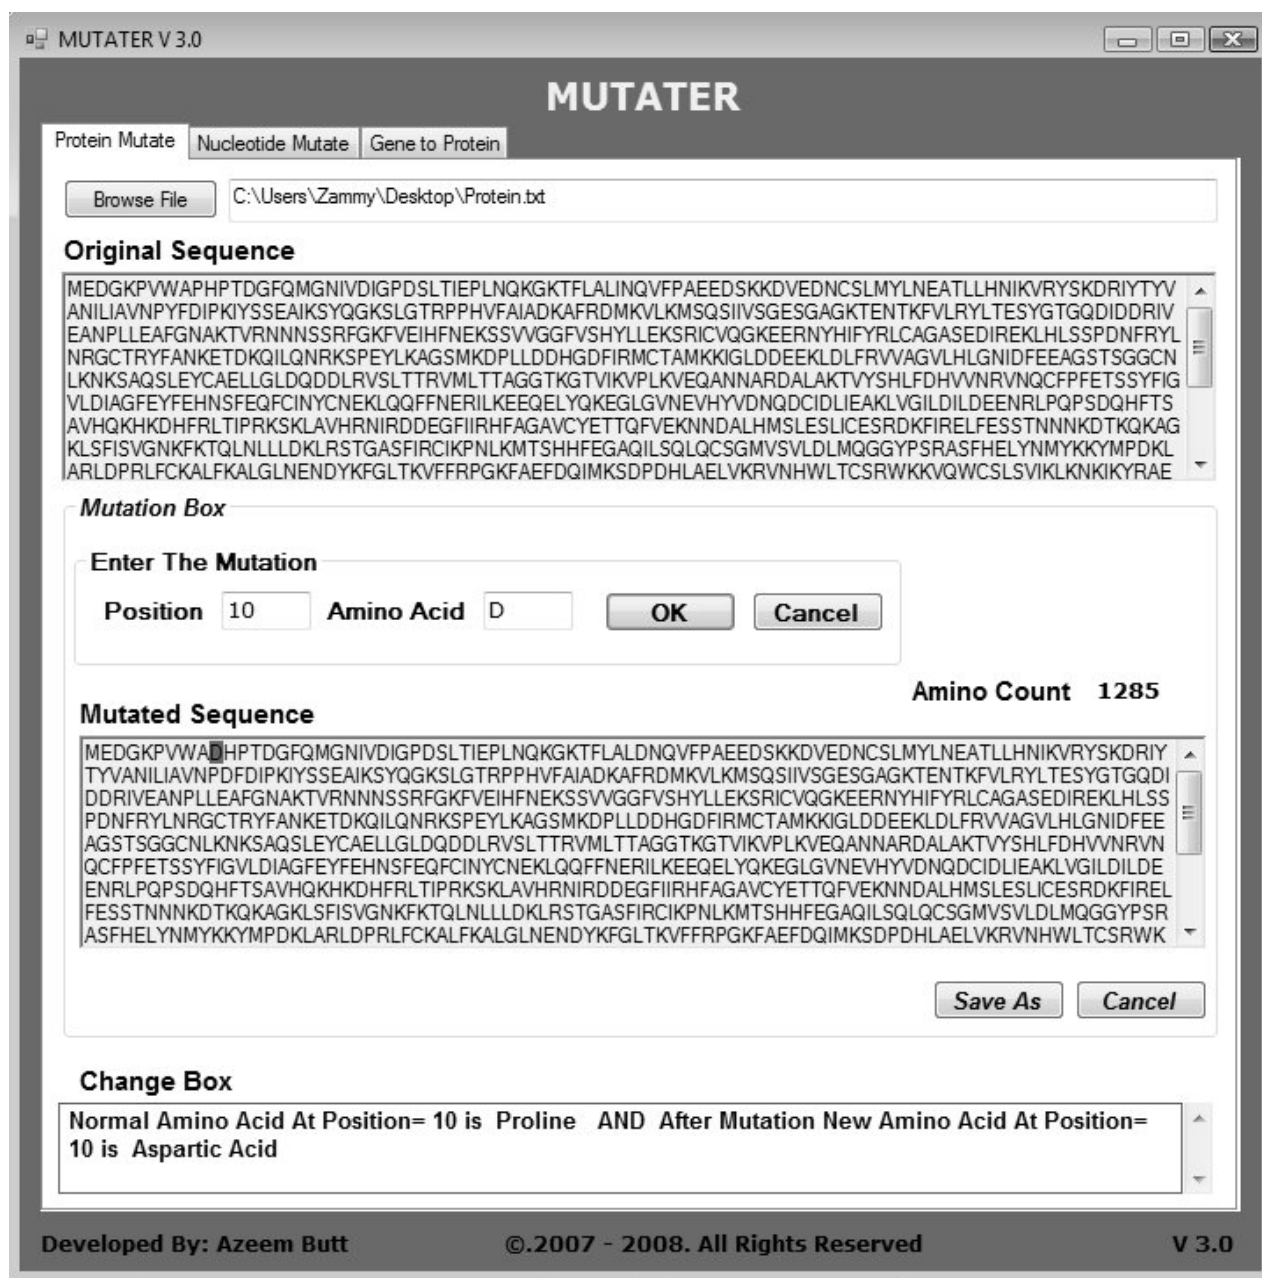 MUTATER V 3.0
MUTATER
Protein Mutate Nucleotide Mutate Gene to Protein
Browse File C:\Users\Zammy\Desktop\Protein.txt
Original Sequence
MEDGKPVWAPHPTDGFQMGNIVDIGPDSLTIEPLNQKGKTFLALINQVFPAEEDSKKDVEDNCSLMYLNEATLLHNIKVRYSKDRIYTYV
ANILIAVNPYFDIPKIYSSEAIKSYQGKSLGTRPPHVFAIADKAFRDMKVLKMSQSIIVSGESGAGKTENTKFVLRYLTESYGTGQDIDDRIV
EANPLLEAFGNAKTVRNNNSSRFGKFVEIHFNEKSSVVGGFVSHYLLEKSRICVQGKEERNYHIFYRLCAGASEDIREKLHLSSPDNFRYL
NRGCTRYFANKETDKQILQNRKSPEYLKAGSMKDPLLDDHGDFIRMCTAMKKIGLDDEEKLDLFRVVAGVLHLGNIDFEEAGSTSGGCN
LKNKSAQSLEYCAELLGLDQDDLRVSLTTRVMLTTAGGTKGTVIKVPLKVEQANNARDALAKTVYSHLFDHVVNRVNQCFPFETSSYFIG
VLDIAGFEYFEHNSFEQFCINYCNEKLQQFFNERILKEEQELYQKEGLGVNEVHYVDNQDCIDLIEAKLVGILDILDEENRLPQPSDQHFTS
AVHQKHKDHFRLTIPRKSKLAVHRNIRDDEGFIIRHFAGAVCYETTQFVEKNNDALHMSLESLICESRDKFIRELFESSTNNNKDTKQKAG
KLSFISVGNKFKTQLNLLLDKLRSTGASFIRCIKPNLKMTSHHFEGAQILSQLQCSGMVSVLDLMQGGYPSRASFHELYNMYKKYMPDKL
ARLDPRLFCKALFKALGLNENDYKFGLTKVFFRPGKFAEFDQIMKSDPDHLAELVKRVNHWLTCSRWKKVQWCSLSVIKLKNKIKYRAE
Mutation Box
Enter The Mutation
Position 10 Amino Acid D OK Cancel
Amino Count 1285
Mutated Sequence
MEDGKPVWADHPTDGFQMGNIVDIGPDSLTIEPLNQKGKTFLALDNQVFPAEEDSKKDVEDNCSLMYLNEATLLHNIKVRYSKDRIY
TYVANILIAVNPDFDIPKIYSSEAIKSYQGKSLGTRPPHVFAIADKAFRDMKVLKMSQSIIVSGESGAGKTENTKFVLRYLTESYGTGQDI
DDRIVEANPLLEAFGNAKTVRNNNSSRFGKFVEIHFNEKSSVVGGFVSHYLLEKSRICVQGKEERNYHIFYRLCAGASEDIREKLHLSS
PDNFRYLNRGCTRYFANKETDKQILQNRKSPEYLKAGSMKDPLLDDHGDFIRMCTAMKKIGLDDEEKLDLFRVVAGVLHLGNIDFEE
AGSTSGGCNLKNKSAQSLEYCAELLGLDQDDLRVSLTTRVMLTTAGGTKGTVIKVPLKVEQANNARDALAKTVYSHLFDHVVNRVN
QCFPFETSSYFIGVLDIAGFEYFEHNSFEQFCINYCNEKLQQFFNERILKEEQELYQKEGLGVNEVHYVDNQDCIDLIEAKLVGILDILDE
ENRLPQPSDQHFTSAVHQKHKDHFRLTIPRKSKLAVHRNIRDDEGFIIRHFAGAVCYETTQFVEKNNDALHMSLESLICESRDKFIREL
FESSTNNNKDTKQKAGKLSFISVGNKFKTQLNLLLDKLRSTGASFIRCIKPNLKMTSHHFEGAQILSQLQCSGMVSVLDLMQGGYPSR
ASFHELYNMYKKYMPDKLARLDPRLFCKALFKALGLNENDYKFGLTKVFFRPGKFAEFDQIMKSDPDHLAELVKRVNHWLTCSRWK
Save As Cancel
Change Box
Normal Amino Acid At Position= 10 is Proline AND After Mutation New Amino Acid At Position=
10 is Aspartic Acid
Developed By: Azeem Butt ©.2007 - 2008. All Rights Reserved V 3.0